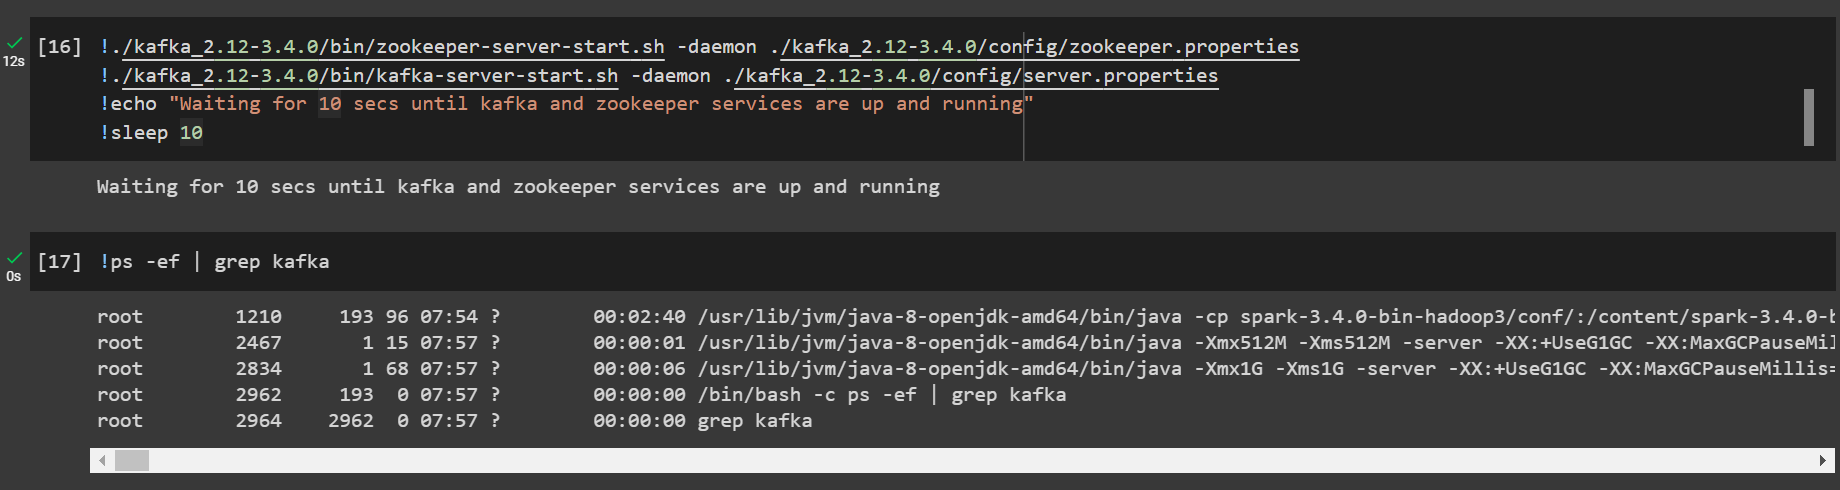 [16] !./kafka_2.12-3.4.0/bin/zookeeper-server-start.sh -daemon ./kafka_2.12-3.4.0/config/zookeeper.properties
12s !./kafka_2.12-3.4.0/bin/kafka-server-start.sh -daemon ./kafka_2.12-3.4.0/config/server.properties
!echo "Waiting for 10 secs until kafka and zookeeper services are up and running"
!sleep 10
Waiting for 10 secs until kafka and zookeeper services are up and running
[17] !ps -ef | grep kafka
0s
root 1210 193 96 07:54 ? 00:02:40 /usr/lib/jvm/java-8-openjdk-amd64/bin/java -cp spark-3.4.0-bin-hadoop3/conf/:/content/spark-3.4.0-b
root 2467 1 15 07:57 ? 00:00:01 /usr/lib/jvm/java-8-openjdk-amd64/bin/java -Xmx512M -Xms512M -server -XX:+UseG1GC -XX:MaxGCPauseMil
root 2834 1 68 07:57 ? 00:00:06 /usr/lib/jvm/java-8-openjdk-amd64/bin/java -Xmx1G -Xms1G -server -XX:+UseG1GC -XX:MaxGCPauseMillis=
root 2962 193 0 07:57 ? 00:00:00 /bin/bash -c ps -ef | grep kafka
root 2964 2962 0 07:57 ? 00:00:00 grep kafka